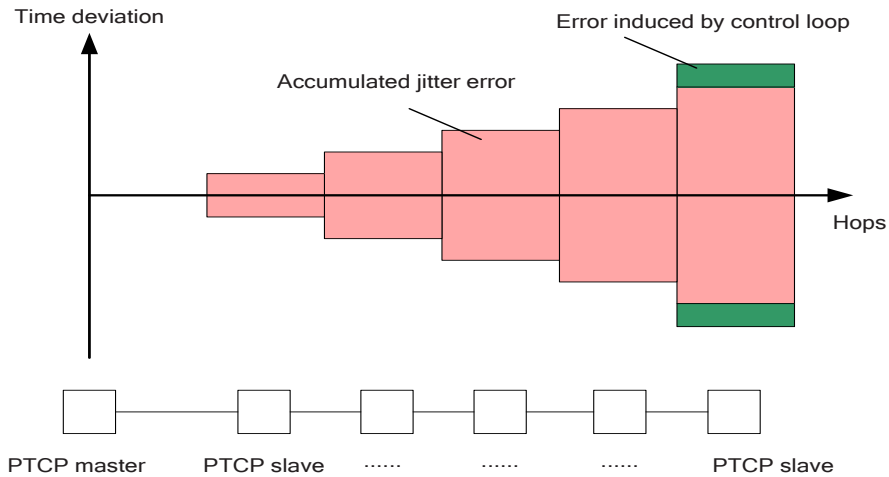 Time deviation
Error induced by control loop
Accumulated jitter error
Hops
PTCP master PTCP slave ...... ...... ...... PTCP slave